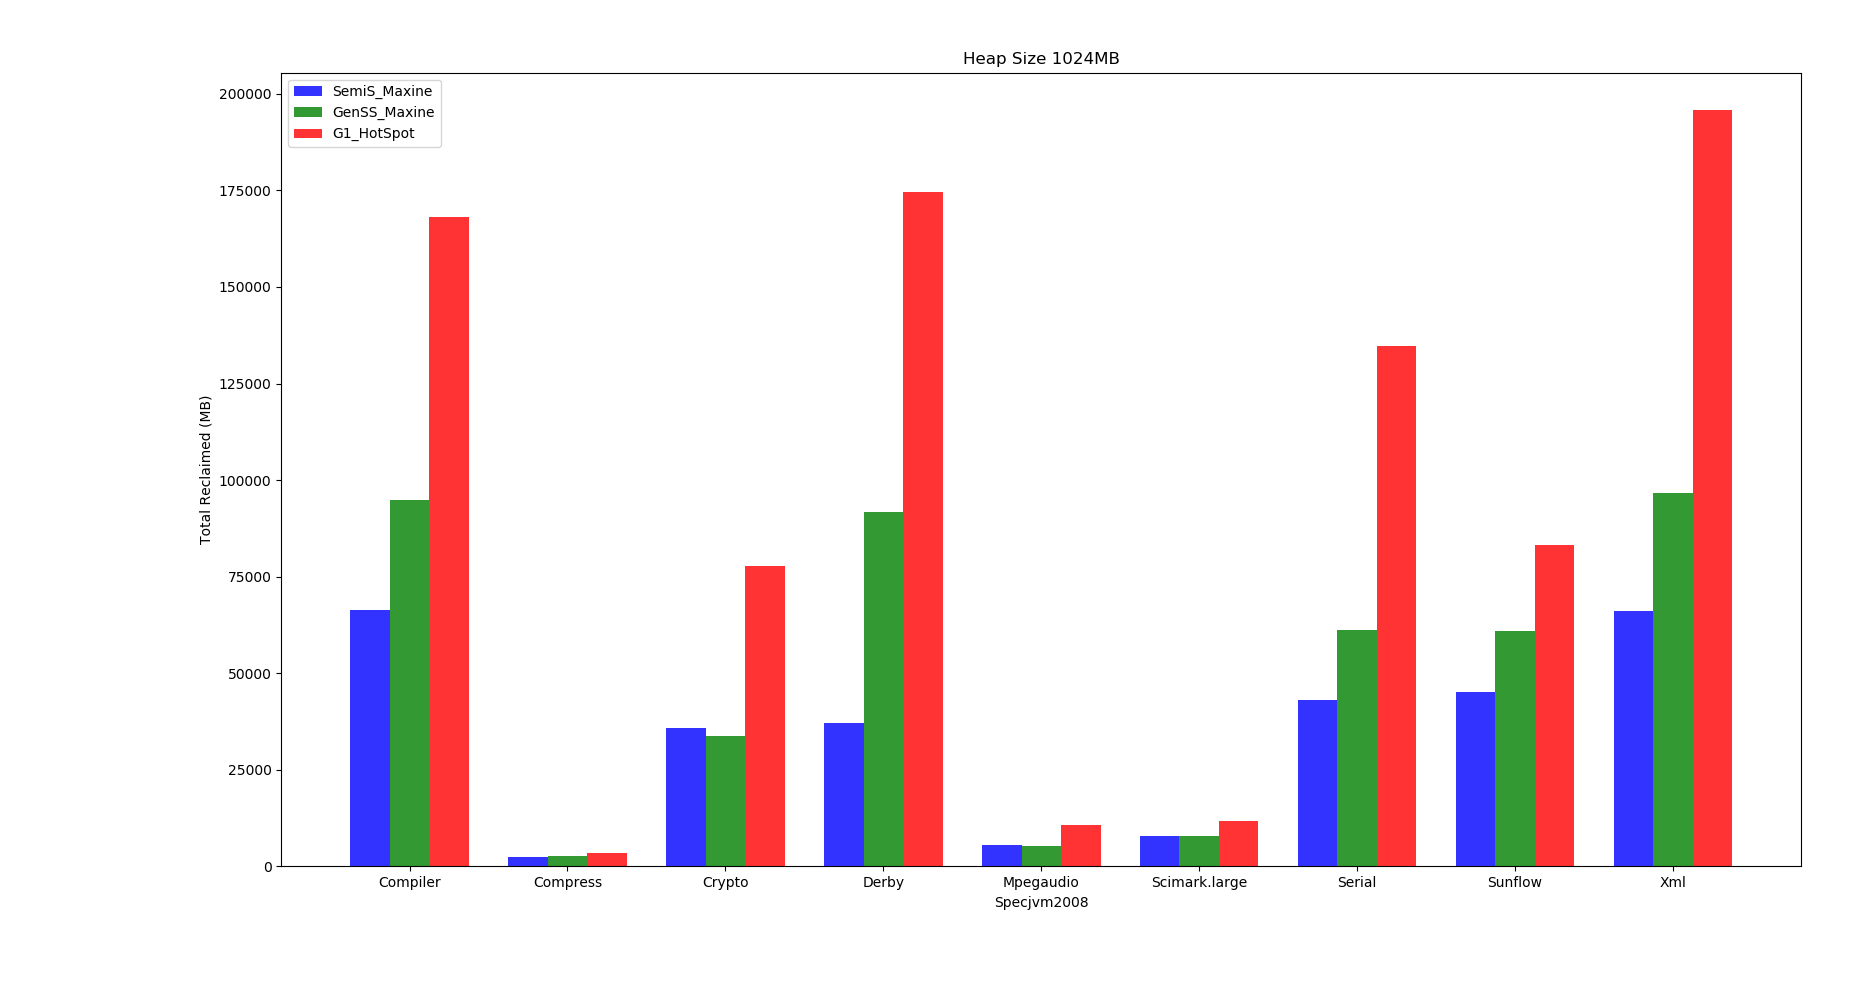 Heap Size 1024MB
SemiS_Maxine
GenSS_Maxine
G1_HotSpot
200000
175000
150000
125000
100000
75000
50000
25000
0
Total Reclaimed (MB)
Compiler Compress Crypto Derby Mpegaudio Scimark.large Serial Sunflow Xml
Specjvm2008